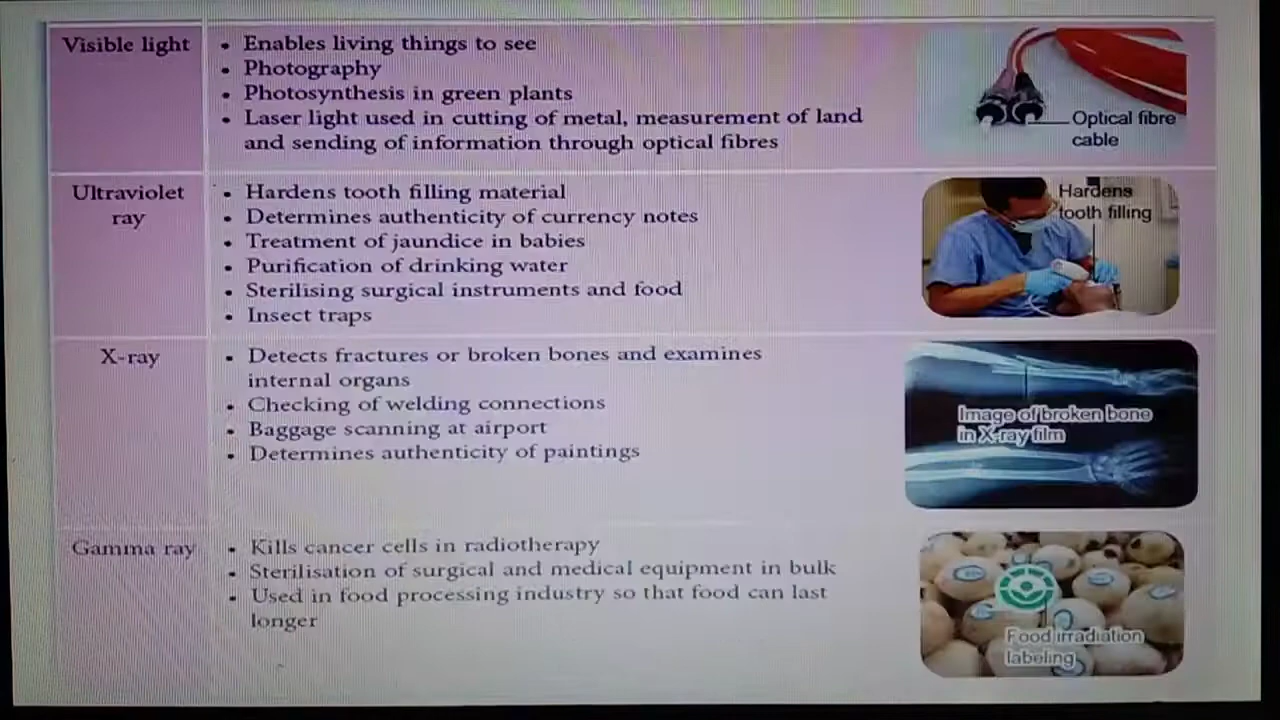 Visible light
• Enables living things to see
• Photography
• Photosynthesis in green plants
• Laser light used in cutting of metal, measurement of land
and sending of information through optical fibres
Optical fibre
cable
Ultraviolet
ray
• Hardens tooth filling material
• Determines authenticity of currency notes
• Treatment of jaundice in babies
• Purification of drinking water
• Sterilising surgical instruments and food
• Insect traps
Hardens
tooth filling
X-ray
• Detects fractures or broken bones and examines
internal organs
• Checking of welding connections
• Baggage scanning at airport
• Determines authenticity of paintings
Image of broken bone
in X-ray film
Gamma ray
• Kills cancer cells in radiotherapy
• Sterilisation of surgical and medical equipment in bulk
• Used in food processing industry so that food can last
longer
Food irradiation
labeling